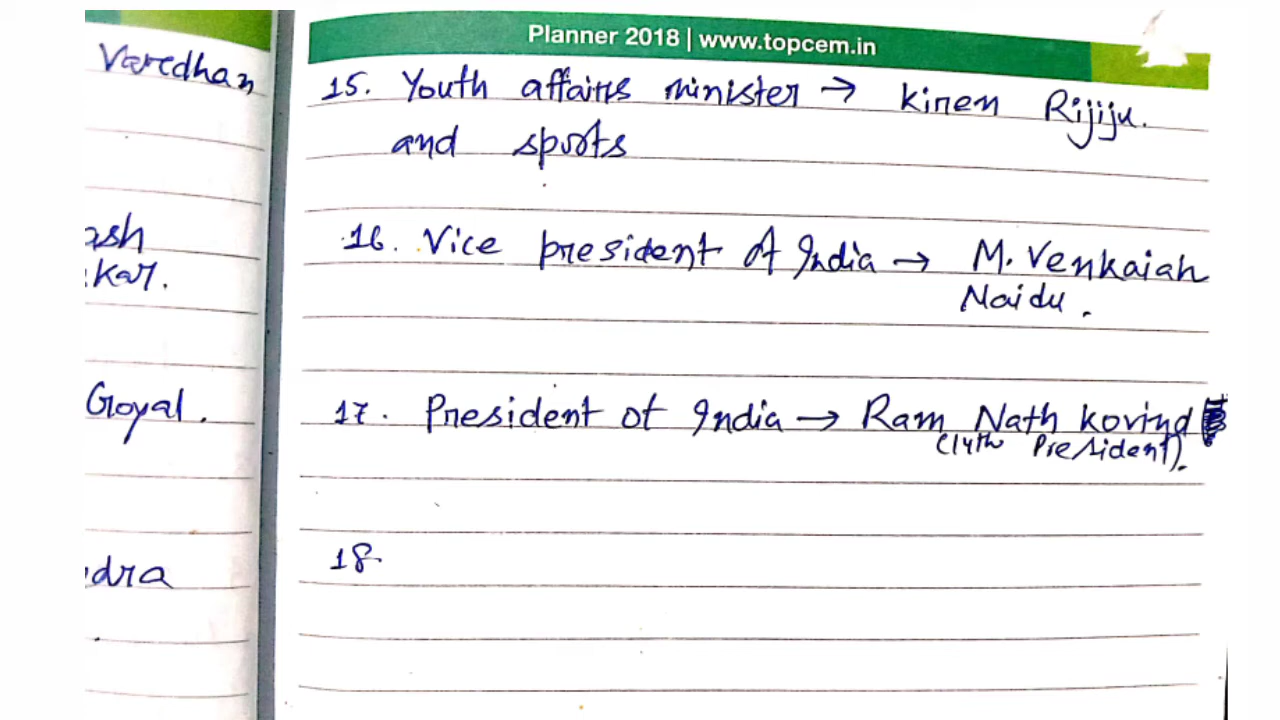 Varedhan
ash
kar.
Goyal.
dra
Planner 2018 | www.topcem.in
15. Youth affairs minister → Kiren Rijiju.
and sports
16. Vice president of India → M. Venkaiah
Naidu.
17. President of India → Ram Nath Kovind
(14th President).
18.